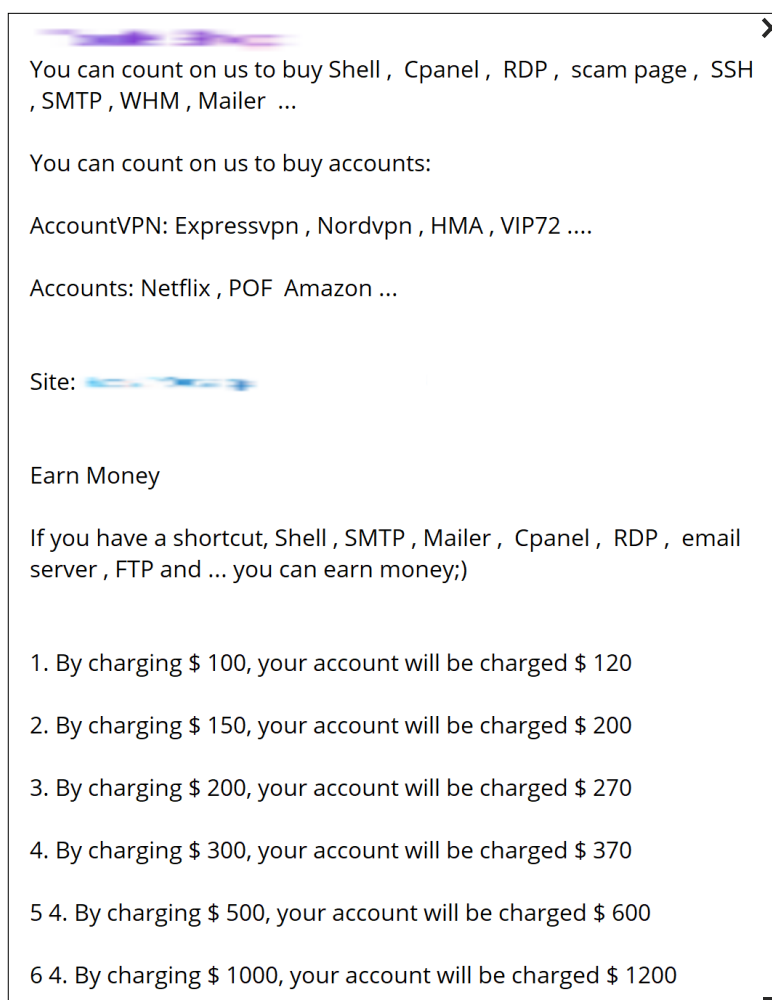 You can count on us to buy Shell , Cpanel , RDP , scam page , SSH
, SMTP , WHM , Mailer ...
You can count on us to buy accounts:
AccountVPN: Expressvpn , Nordvpn , HMA , VIP72 ....
Accounts: Netflix , POF Amazon ...
Site:
Earn Money
If you have a shortcut, Shell , SMTP , Mailer , Cpanel , RDP , email
server , FTP and ... you can earn money;)
1. By charging $ 100, your account will be charged $ 120
2. By charging $ 150, your account will be charged $ 200
3. By charging $ 200, your account will be charged $ 270
4. By charging $ 300, your account will be charged $ 370
5 4. By charging $ 500, your account will be charged $ 600
6 4. By charging $ 1000, your account will be charged $ 1200